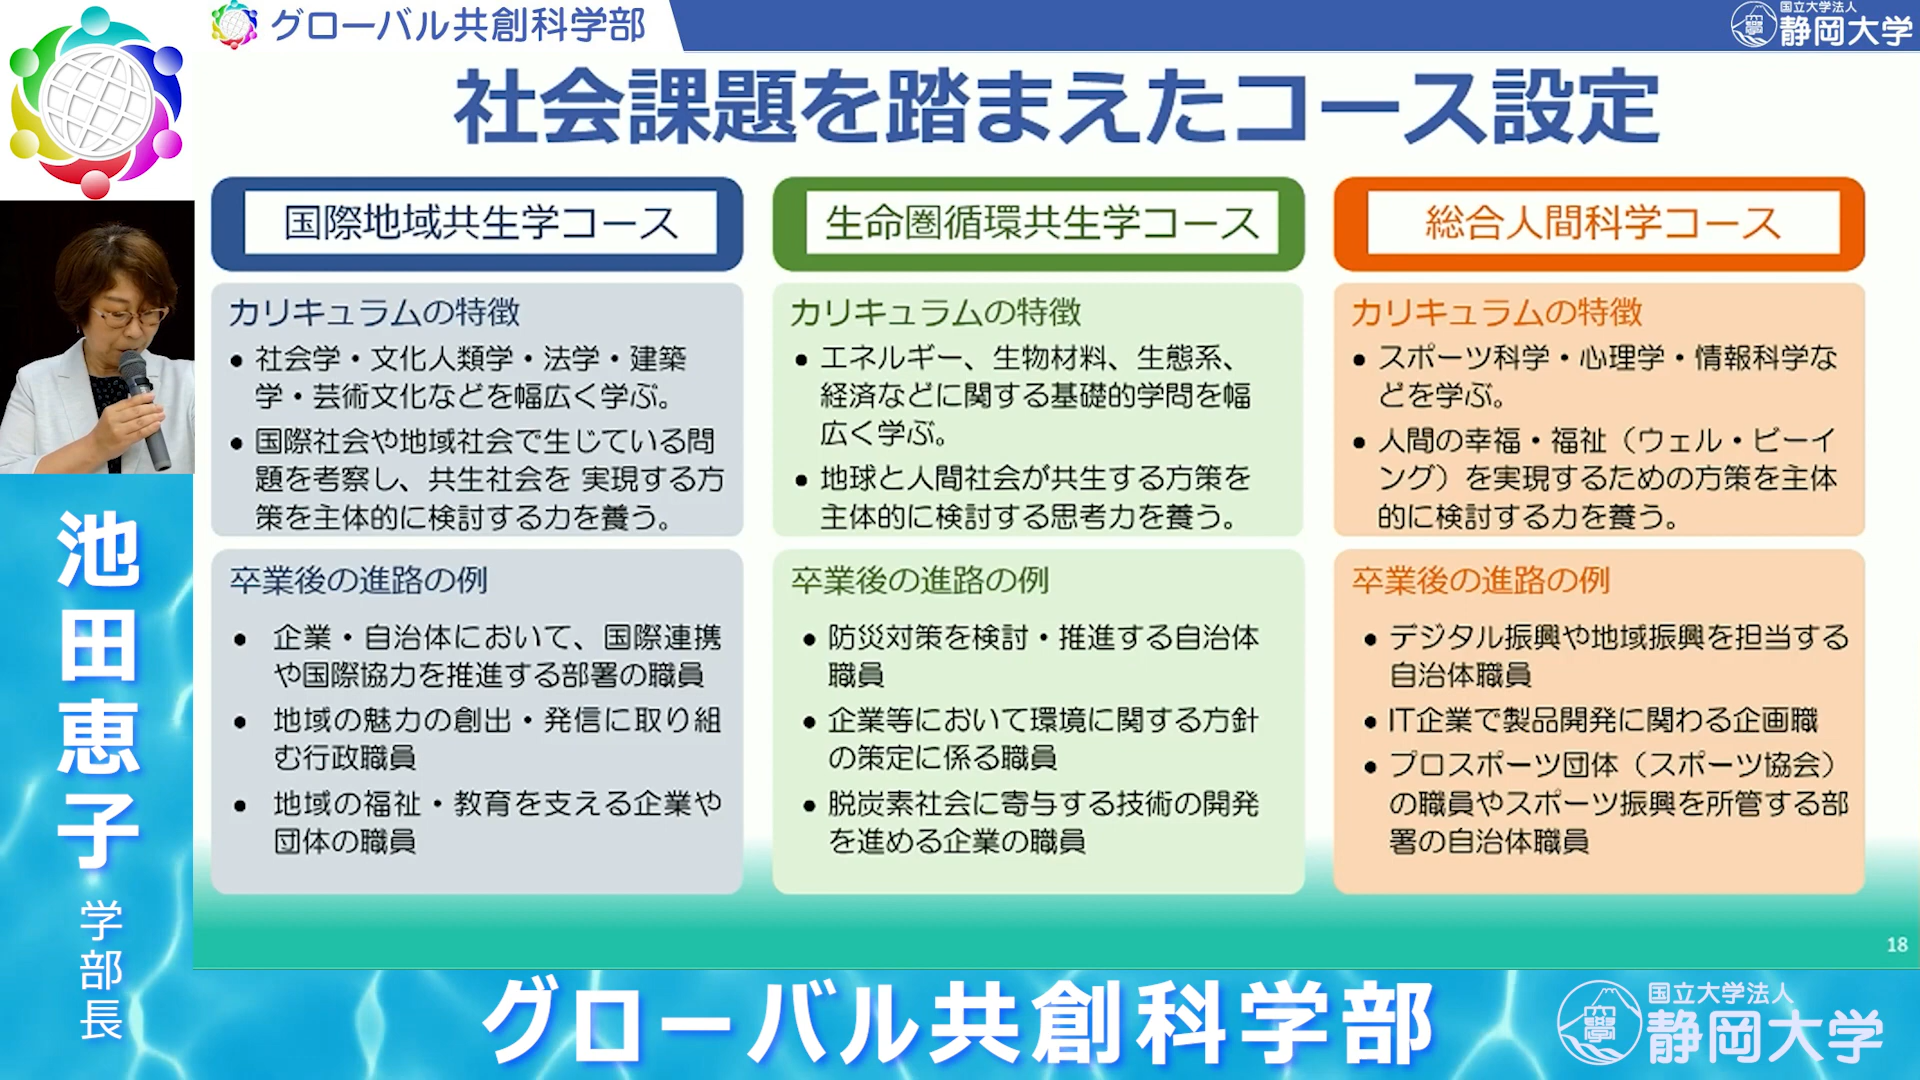 グローバル共創科学部
国立大学法人
静岡大学
社会課題を踏まえたコース設定
国際地域共生学コース
カリキュラムの特徴
● 社会学・文化人類学・法学・建築
学・芸術文化などを幅広く学ぶ。
● 国際社会や地域社会で生じている問
題を考察し、共生社会を 実現する方
策を主体的に検討する力を養う。
卒業後の進路の例
● 企業・自治体において、国際連携
や国際協力を推進する部署の職員
● 地域の魅力の創出・発信に取り組
む行政職員
● 地域の福祉・教育を支える企業や
団体の職員
生命圏循環共生学コース
カリキュラムの特徴
● エネルギー、生物材料、生態系、
経済などに関する基礎的学問を幅
広く学ぶ。
● 地球と人間社会が共生する方策を
主体的に検討する思考力を養う。
卒業後の進路の例
● 防災対策を検討・推進する自治体
職員
● 企業等において環境に関する方針
の策定に係る職員
● 脱炭素社会に寄与する技術の開発
を進める企業の職員
総合人間科学コース
カリキュラムの特徴
● スポーツ科学・心理学・情報科学な
どを学ぶ。
● 人間の幸福・福祉（ウェル・ビーイ
ング）を実現するための方策を主体
的に検討する力を養う。
卒業後の進路の例
● デジタル振興や地域振興を担当する
自治体職員
● IT企業で製品開発に関わる企画職
● プロスポーツ団体（スポーツ協会）
の職員やスポーツ振興を所管する部
署の自治体職員
18
池田恵子 学部長
グローバル共創科学部
国立大学法人
静岡大学